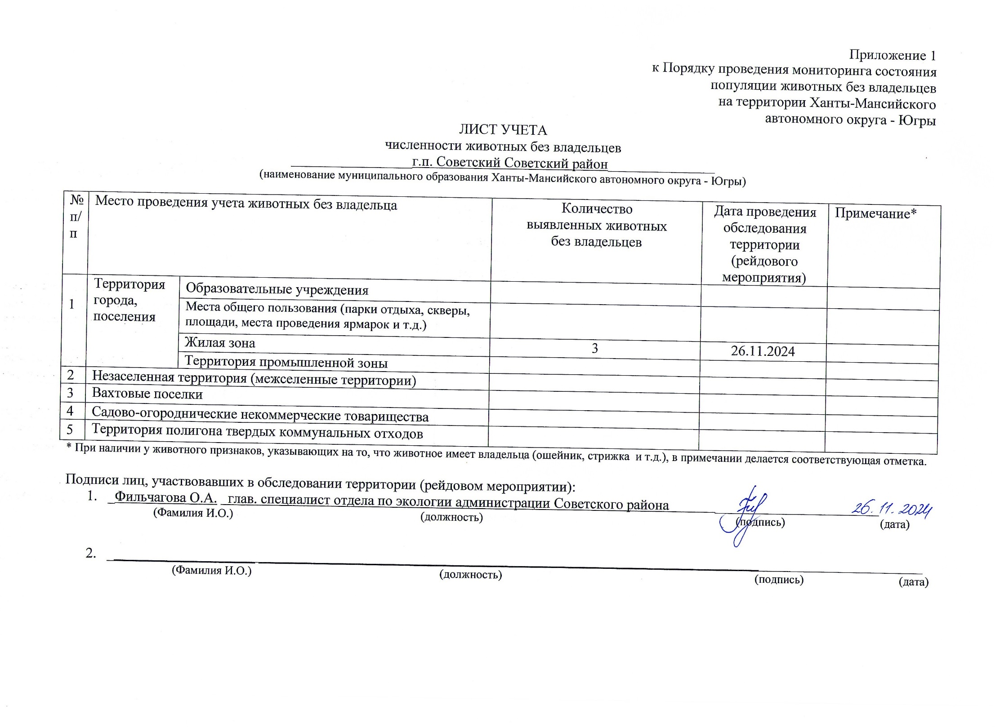 Приложение 1
к Порядку проведения мониторинга состояния
популяции животных без владельцев
на территории Ханты-Мансийского
автономного округа - Югры
ЛИСТ УЧЕТА
численности животных без владельцев
г.п. Советский Советский район
(наименование муниципального образования Ханты-Мансийского автономного округа - Югры)
№
п/
п
Место проведения учета животных без владельца
Количество
выявленных животных
без владельцев
Дата проведения
обследования
территории
(рейдового
мероприятия)
Примечание*
1
Территория
города,
поселения
Образовательные учреждения
Места общего пользования (парки отдыха, скверы,
площади, места проведения ярмарок и т.д.)
Жилая зона 3 26.11.2024
Территория промышленной зоны
2 Незаселенная территория (межселенные территории)
3 Вахтовые поселки
4 Садово-огороднические некоммерческие товарищества
5 Территория полигона твердых коммунальных отходов
* При наличии у животного признаков, указывающих на то, что животное имеет владельца (ошейник, стрижка и т.д.), в примечании делается соответствующая отметка.
Подписи лиц, участвовавших в обследовании территории (рейдовом мероприятии):
1. Фильчагова О.А. глав. специалист отдела по экологии администрации Советского района 26.11.2024
(Фамилия И.О.) (должность) (подпись) (дата)
2.
(Фамилия И.О.) (должность) (подпись) (дата)